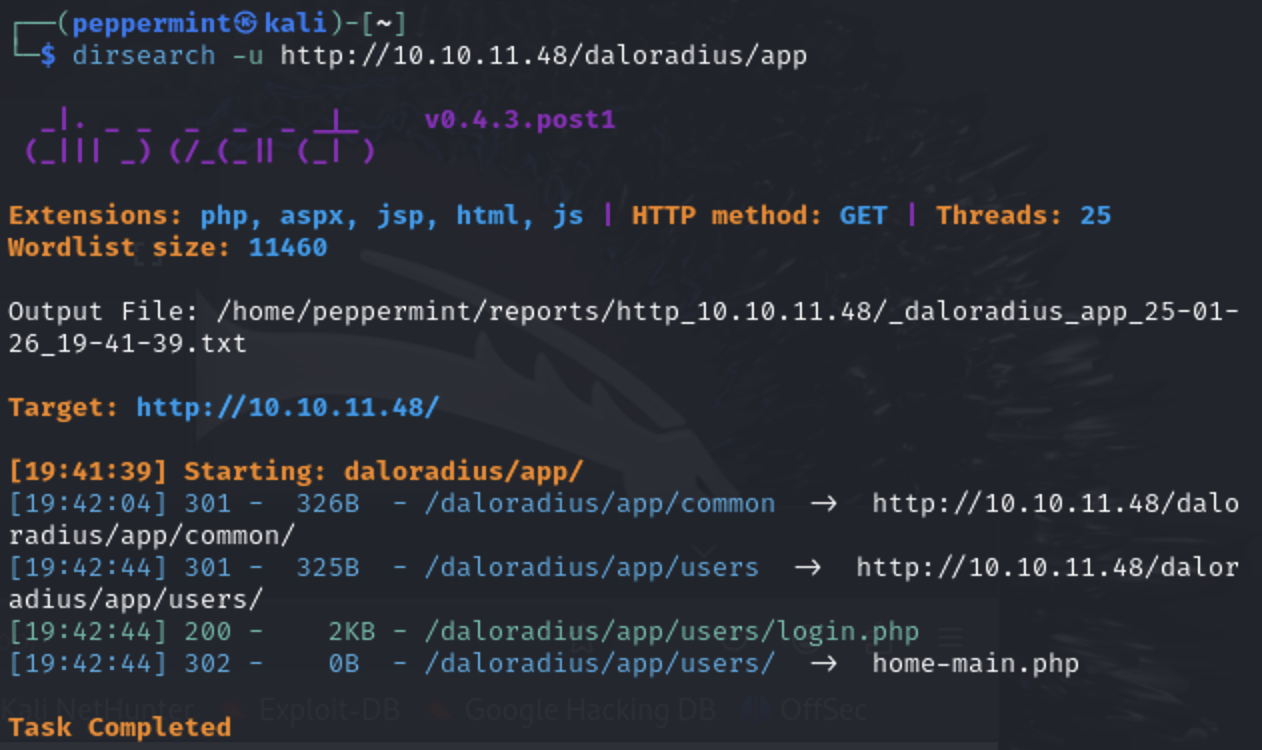 ┌──(peppermint㉿kali)-[~]
└─$ dirsearch -u http://10.10.11.48/daloradius/app
_|. _ _  _  _  _ _|_    v0.4.3.post1
(_||| _) (/_(_|| (_| )
Extensions: php, aspx, jsp, html, js | HTTP method: GET | Threads: 25
Wordlist size: 11460
Output File: /home/peppermint/reports/http_10.10.11.48/_daloradius_app_25-01-
26_19-41-39.txt
Target: http://10.10.11.48/
[19:41:39] Starting: daloradius/app/
[19:42:04] 301 -  326B  - /daloradius/app/common  →  http://10.10.11.48/dalo
radius/app/common/
[19:42:44] 301 -  325B  - /daloradius/app/users  →  http://10.10.11.48/dalor
adius/app/users/
[19:42:44] 200 -    2KB - /daloradius/app/users/login.php
[19:42:44] 302 -    0B  - /daloradius/app/users/  →  home-main.php
Kali NetHunter Exploit-DB Google Hacking DB OffSec
Task Completed